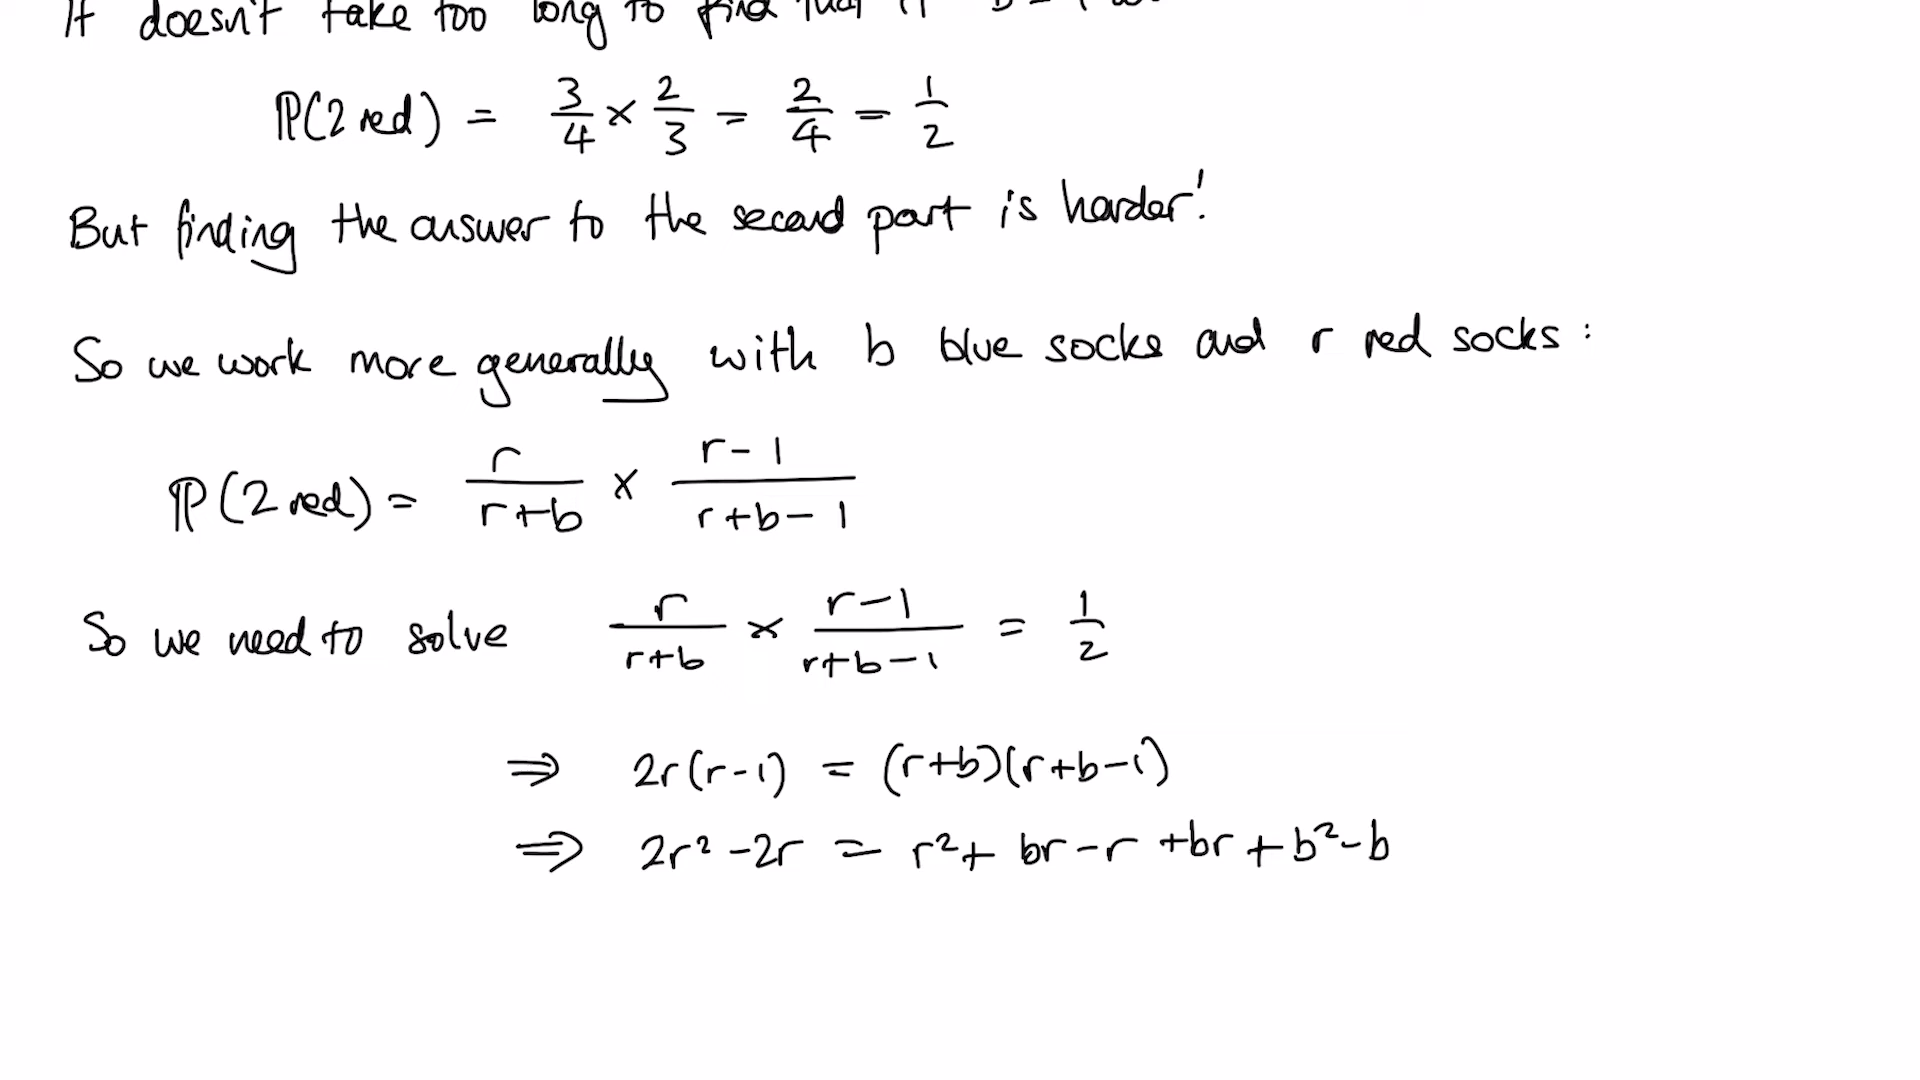 It doesn't take too long to find that if
ℙ(2 red) = 3/4 × 2/3 = 2/4 = 1/2
But finding the answer to the second part is harder!
So we work more generally with b blue socks and r red socks:
ℙ(2 red) = r/(r+b) × (r-1)/(r+b-1)
So we need to solve r/(r+b) × (r-1)/(r+b-1) = 1/2
⇒ 2r(r-1) = (r+b)(r+b-1)
⇒ 2r² - 2r = r² + br - r + br + b² - b